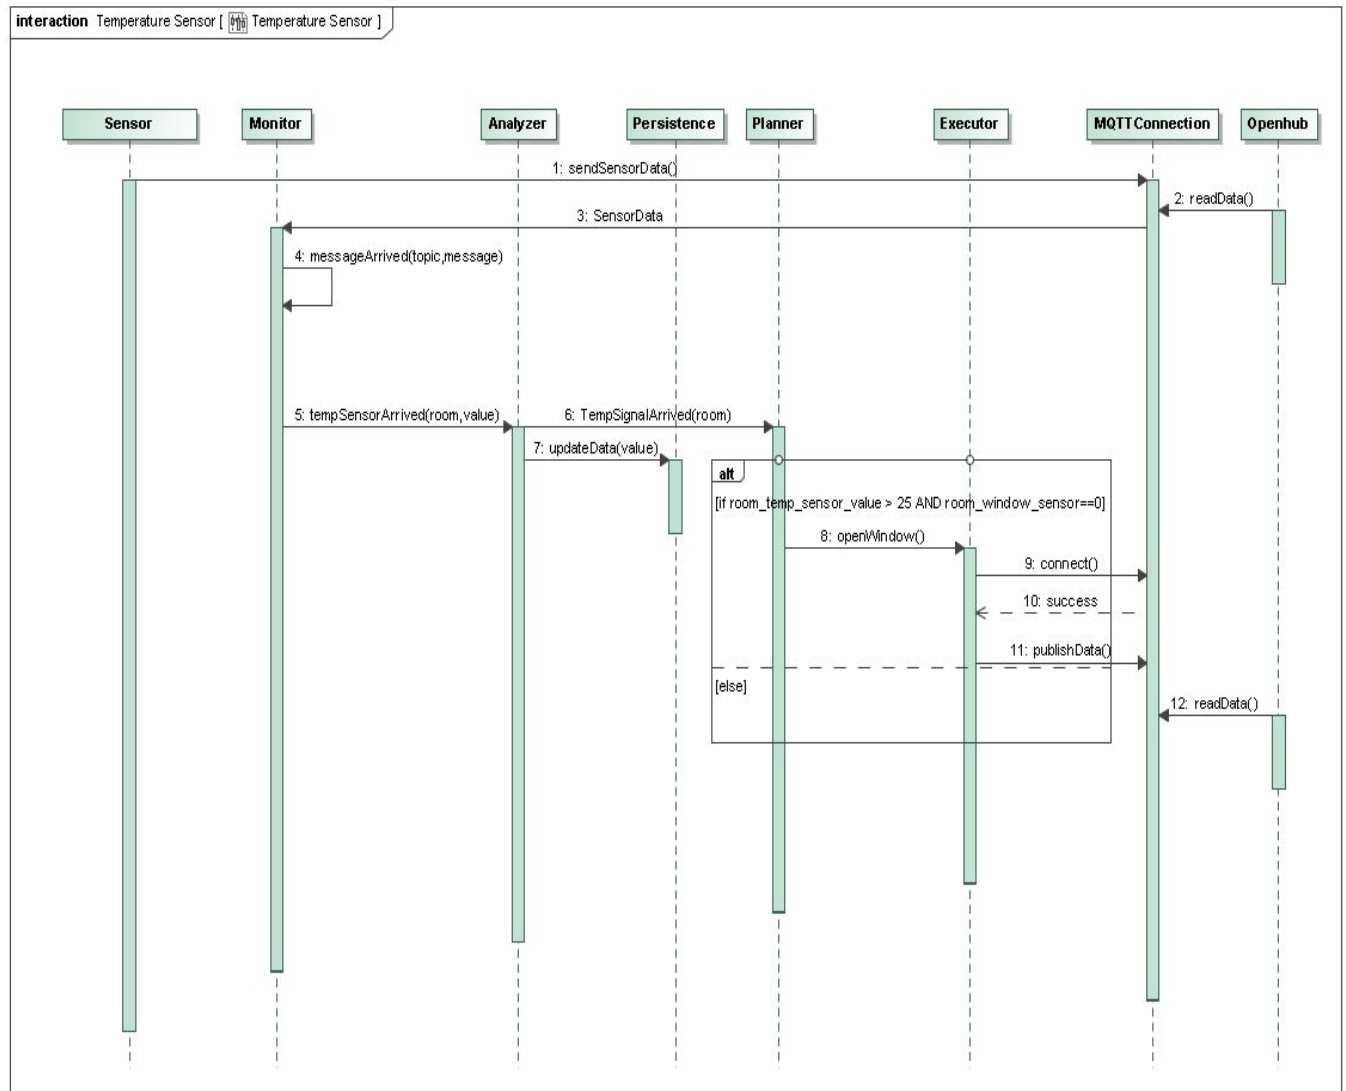 interaction Temperature Sensor [ Temperature Sensor ]
Sensor
Monitor
Analyzer
Persistence
Planner
Executor
MQTTConnection
Openhub
1: sendSensorData()
2: readData()
3: SensorData
4: messageArrived(topic,message)
5: tempSensorArrived(room,value)
6: TempSignalArrived(room)
7: updateData(value)
alt
[if room_temp_sensor_value > 25 AND room_window_sensor==0]
8: openWindow()
9: connect()
10: success
11: publishData()
[else]
12: readData()